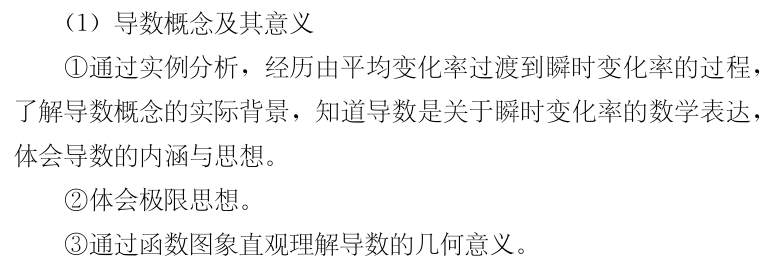 （1）导数概念及其意义
①通过实例分析，经历由平均变化率过渡到瞬时变化率的过程，
了解导数概念的实际背景，知道导数是关于瞬时变化率的数学表达，
体会导数的内涵与思想。
②体会极限思想。
③通过函数图象直观理解导数的几何意义。